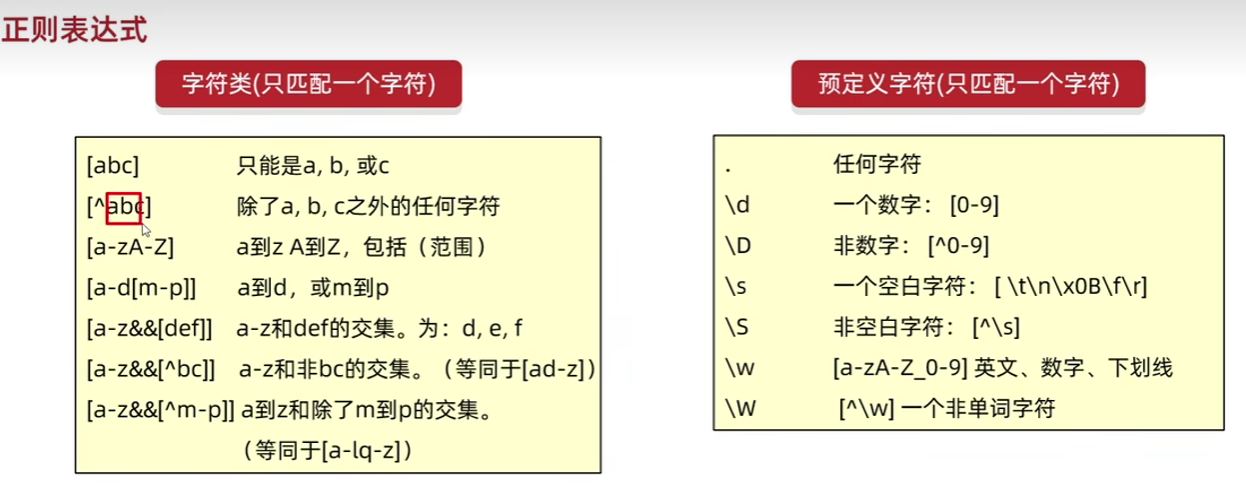 正则表达式
字符类(只匹配一个字符)
[abc] 只能是a, b, 或c
[^abc] 除了a, b, c之外的任何字符
[a-zA-Z] a到z A到Z，包括（范围）
[a-d[m-p]] a到d，或m到p
[a-z&&[def]] a-z和def的交集。为：d, e, f
[a-z&&[^bc]] a-z和非bc的交集。（等同于[ad-z]）
[a-z&&[^m-p]] a到z和除了m到p的交集。
（等同于[a-lq-z]）
预定义字符(只匹配一个字符)
. 任何字符
\d 一个数字： [0-9]
\D 非数字： [^0-9]
\s 一个空白字符： [ \t\n\x0B\f\r]
\S 非空白字符： [^\s]
\w [a-zA-Z_0-9] 英文、数字、下划线
\W [^\w] 一个非单词字符